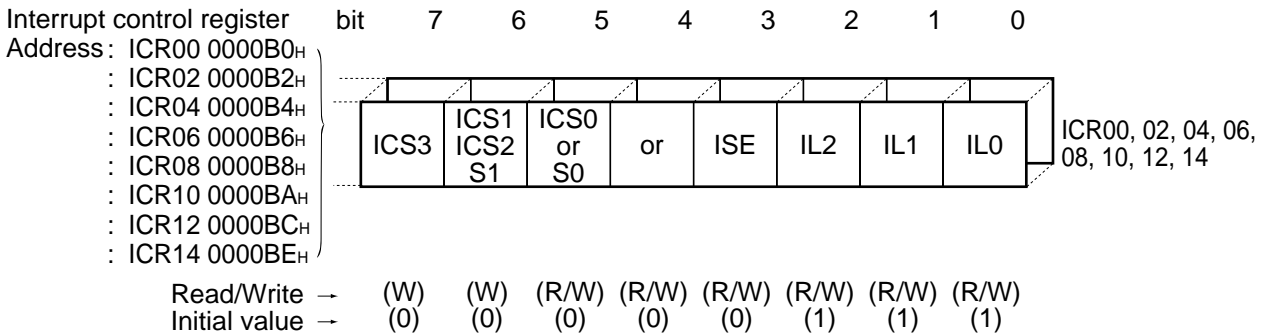 Interrupt control register bit 7 6 5 4 3 2 1 0
Address : ICR00 0000B0H
: ICR02 0000B2H
: ICR04 0000B4H
: ICR06 0000B6H
: ICR08 0000B8H
: ICR10 0000BAH
: ICR12 0000BCH
: ICR14 0000BEH
ICS3
ICS1
ICS2
S1
ICS0
or
S0
or
ISE
IL2
IL1
IL0
ICR00, 02, 04, 06,
08, 10, 12, 14
Read/Write → (W) (W) (R/W) (R/W) (R/W) (R/W) (R/W) (R/W)
Initial value → (0) (0) (0) (0) (0) (1) (1) (1)